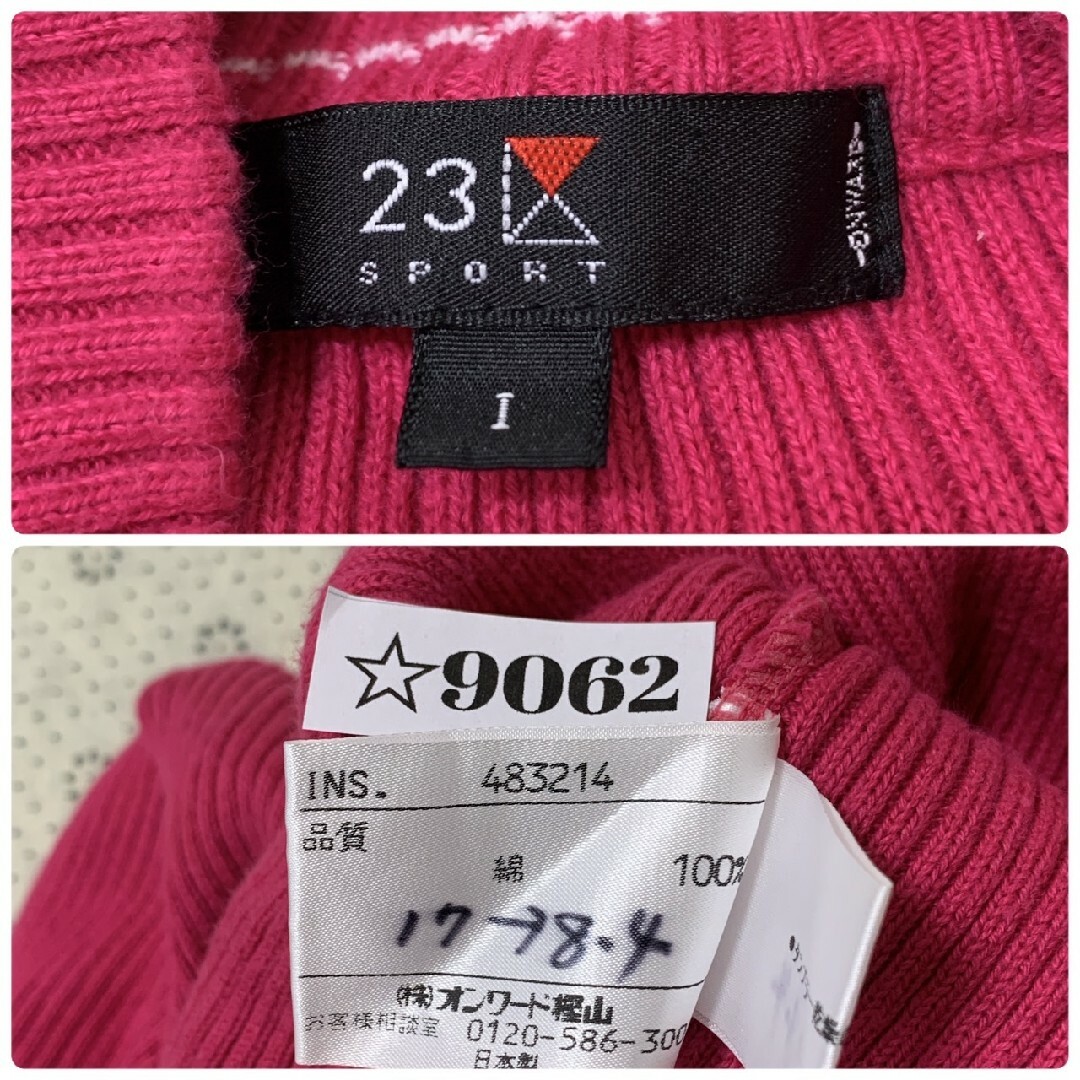 23
SPORT
ONWARD
I
☆9062
INS. 483214
品質
綿 100%
17→8.4
(株)オンワード樫山
お客様相談室 0120-586-300
日本製